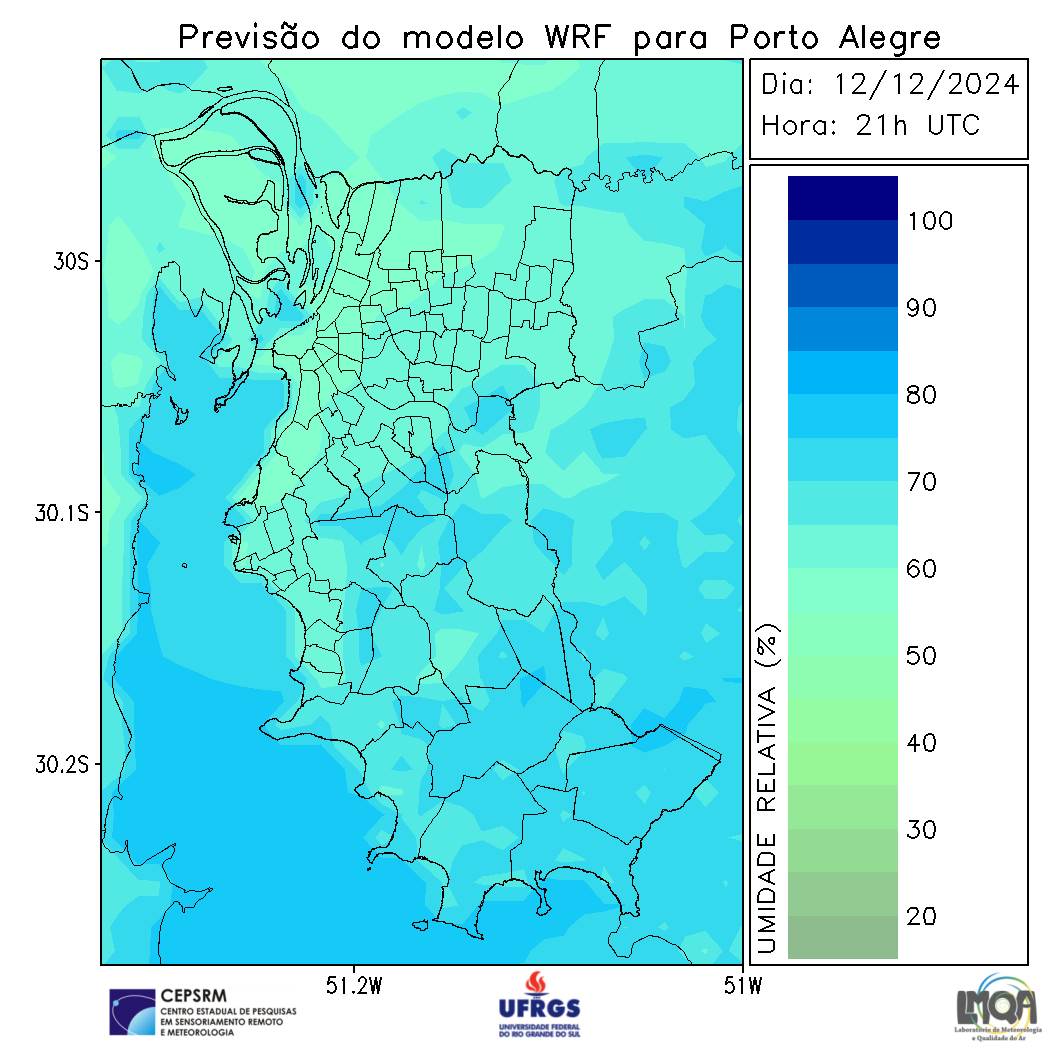 Previsão do modelo WRF para Porto Alegre
Dia: 12/12/2024
Hora: 21h UTC
30S
30.1S
30.2S
51.2W
51W
100
90
80
70
60
50
40
30
20
UMIDADE RELATIVA (%)
CEPSRM
CENTRO ESTADUAL DE PESQUISAS
EM SENSORIAMENTO REMOTO
E METEOROLOGIA
UFRGS
UNIVERSIDADE FEDERAL
DO RIO GRANDE DO SUL
LMQA
Laboratório de Meteorologia
e Qualidade do Ar